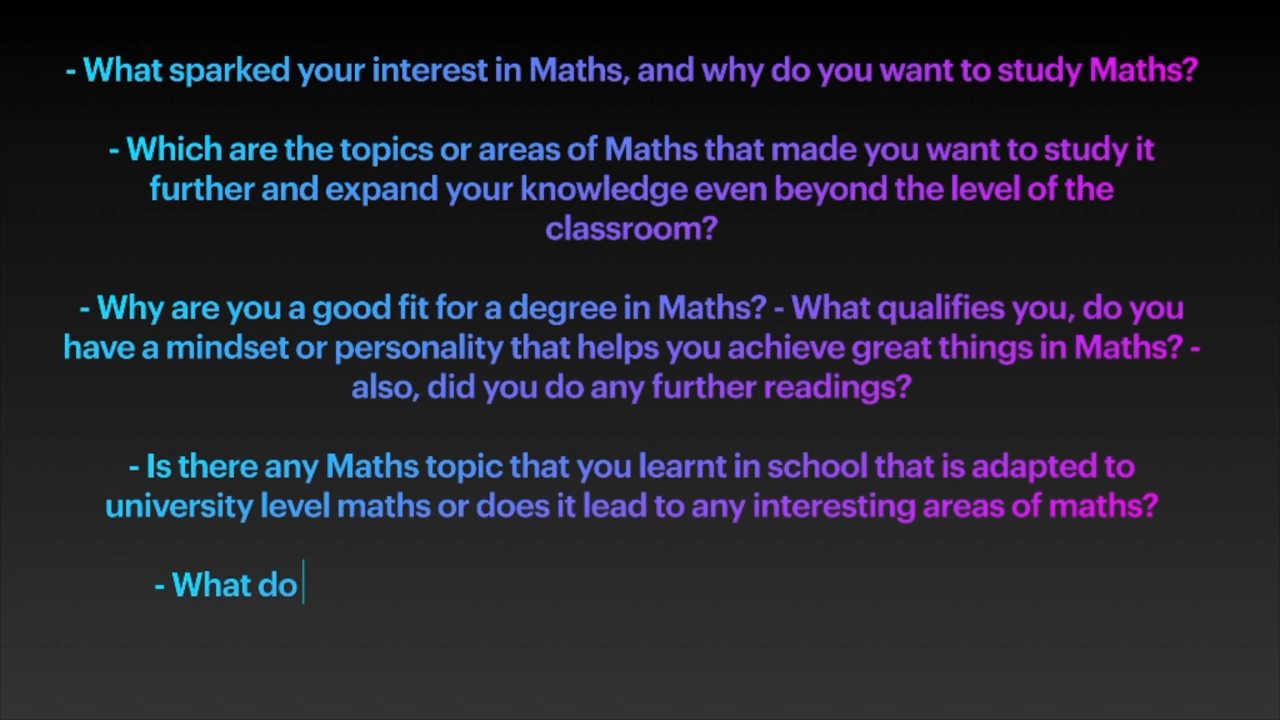 - What sparked your interest in Maths, and why do you want to study Maths?
- Which are the topics or areas of Maths that made you want to study it
further and expand your knowledge even beyond the level of the
classroom?
- Why are you a good fit for a degree in Maths? - What qualifies you, do you
have a mindset or personality that helps you achieve great things in Maths? -
also, did you do any further readings?
- Is there any Maths topic that you learnt in school that is adapted to
university level maths or does it lead to any interesting areas of maths?
- What do